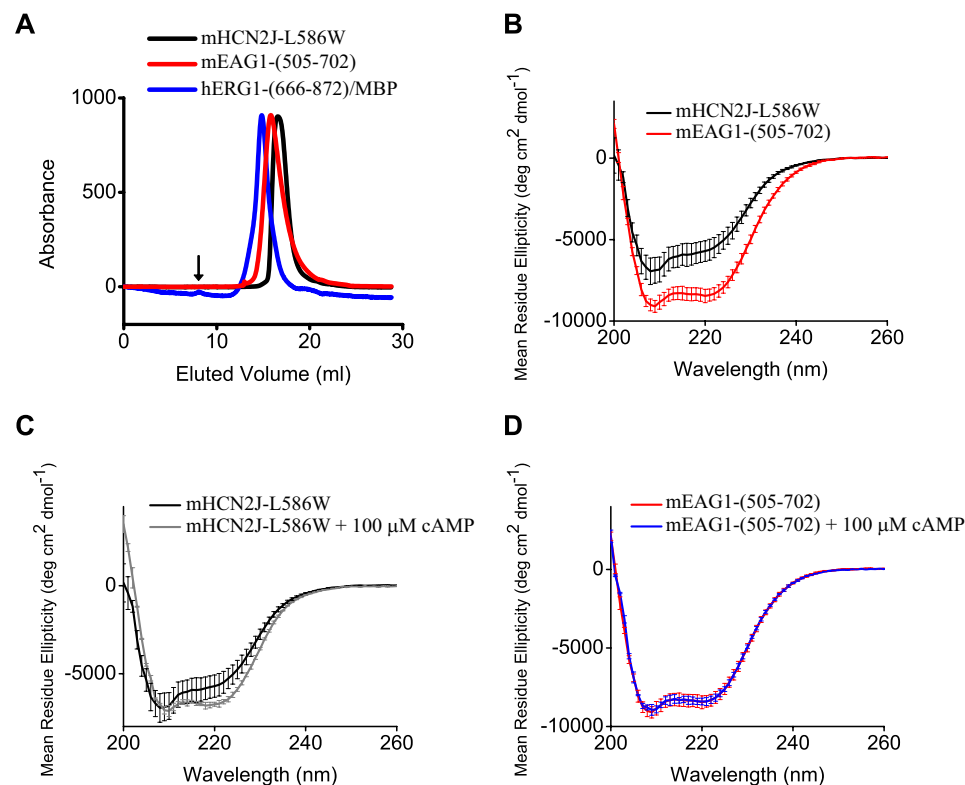 A
mHCN2J-L586W
mEAG1-(505-702)
hERG1-(666-872)/MBP
1000
500
0
Absorbance
0 10 20 30
Eluted Volume (ml)
B
mHCN2J-L586W
mEAG1-(505-702)
0
-5000
-10000
Mean Residue Ellipticity (deg cm2 dmol-1)
200 220 240 260
Wavelength (nm)
C
mHCN2J-L586W
mHCN2J-L586W + 100 µM cAMP
0
-5000
Mean Residue Ellipticity (deg cm2 dmol-1)
200 220 240 260
Wavelength (nm)
D
mEAG1-(505-702)
mEAG1-(505-702) + 100 µM cAMP
0
-5000
-10000
Mean Residue Ellipticity (deg cm2 dmol-1)
200 220 240 260
Wavelength (nm)